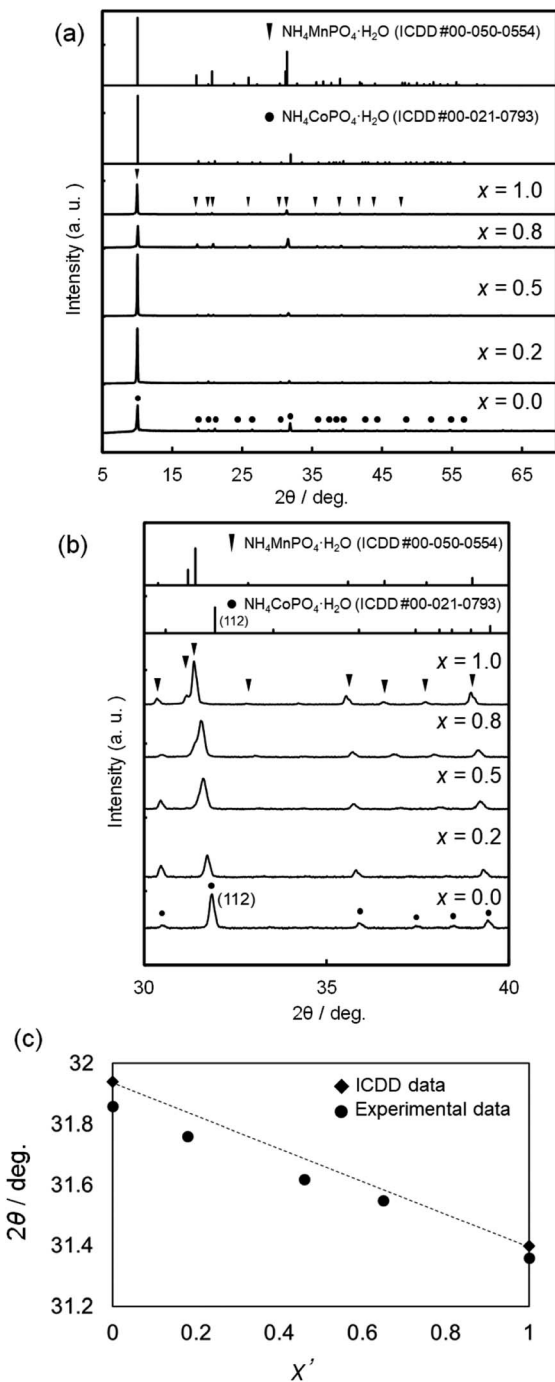 (a)
NH₄MnPO₄·H₂O (ICDD #00-050-0554)
NH₄CoPO₄·H₂O (ICDD #00-021-0793)
x = 1.0
x = 0.8
x = 0.5
x = 0.2
x = 0.0
Intensity (a. u.)
5 15 25 35 45 55 65
2θ / deg.
(b)
NH₄MnPO₄·H₂O (ICDD #00-050-0554)
NH₄CoPO₄·H₂O (ICDD #00-021-0793)
(112)
x = 1.0
x = 0.8
x = 0.5
x = 0.2
x = 0.0
(112)
Intensity (a. u.)
30 35 40
2θ / deg.
(c)
32
31.8
31.6
31.4
31.2
2θ / deg.
ICDD data
Experimental data
0 0.2 0.4 0.6 0.8 1
x'